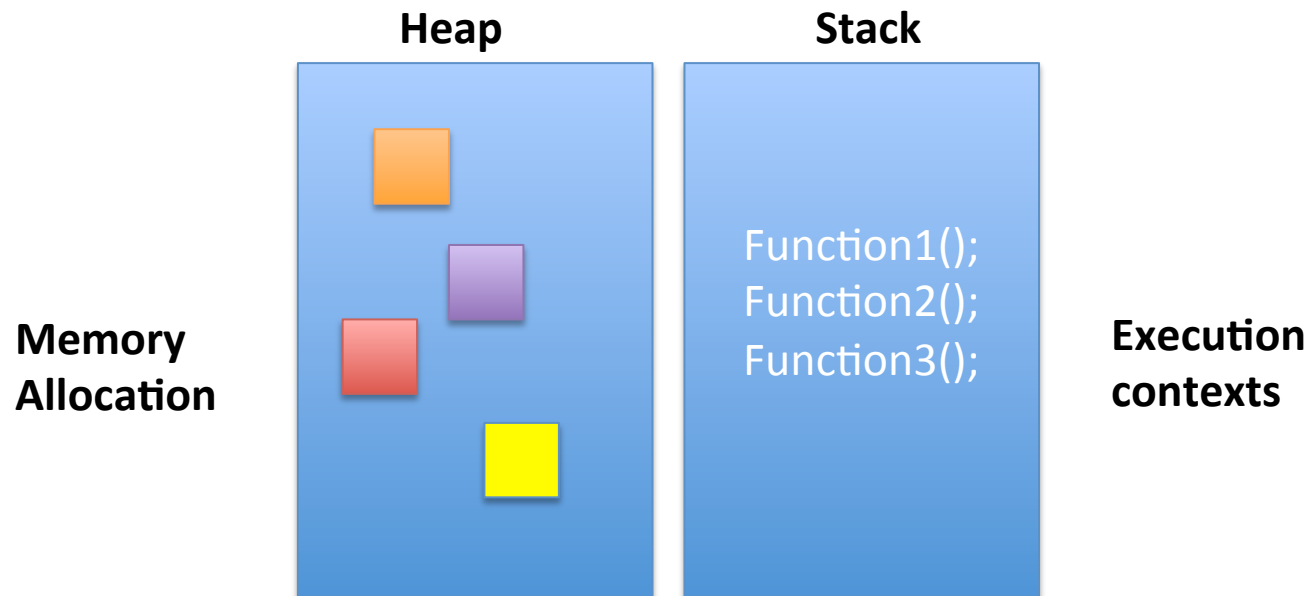 Heap
Stack
Memory
Allocation
Function1();
Function2();
Function3();
Execution
contexts